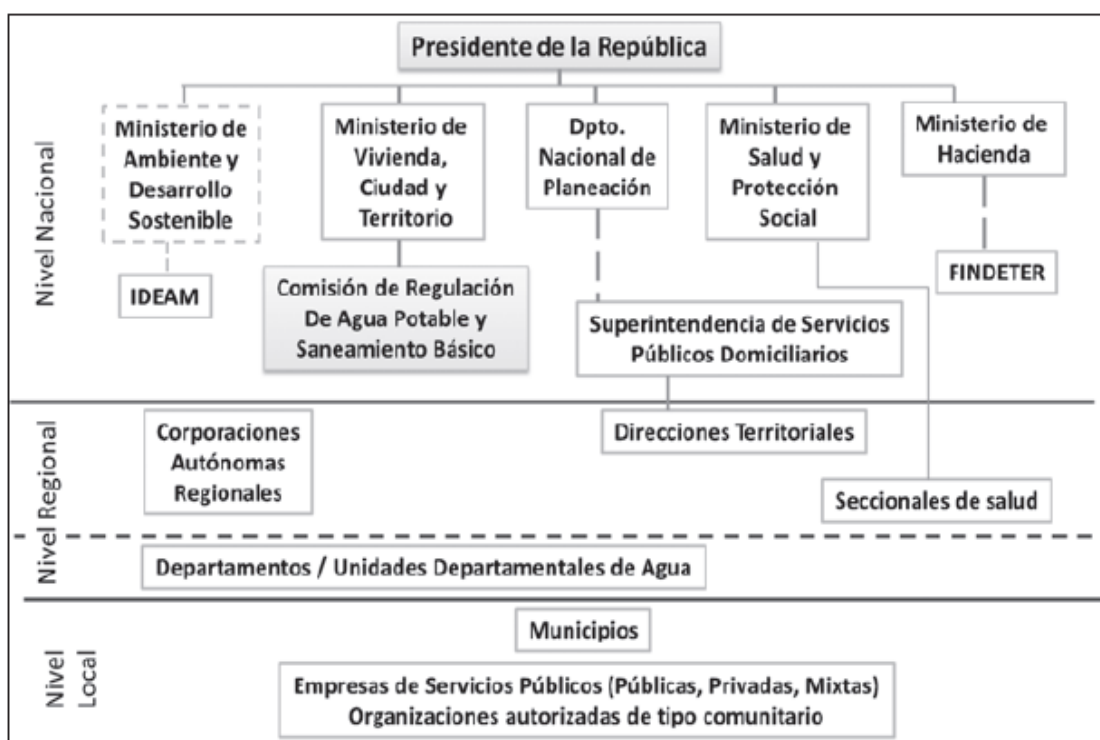 Presidente de la República
Nivel Nacional
Ministerio de
Ambiente y
Desarrollo
Sostenible
Ministerio de
Vivienda,
Ciudad y
Territorio
Dpto.
Nacional de
Planeación
Ministerio de
Salud y
Protección
Social
Ministerio de
Hacienda
IDEAM
Comisión de Regulación
De Agua Potable y
Saneamiento Básico
FINDETER
Superintendencia de Servicios
Públicos Domiciliarios
Nivel Regional
Corporaciones
Autónomas
Regionales
Direcciones Territoriales
Seccionales de salud
Departamentos / Unidades Departamentales de Agua
Nivel
Local
Municipios
Empresas de Servicios Públicos (Públicas, Privadas, Mixtas)
Organizaciones autorizadas de tipo comunitario